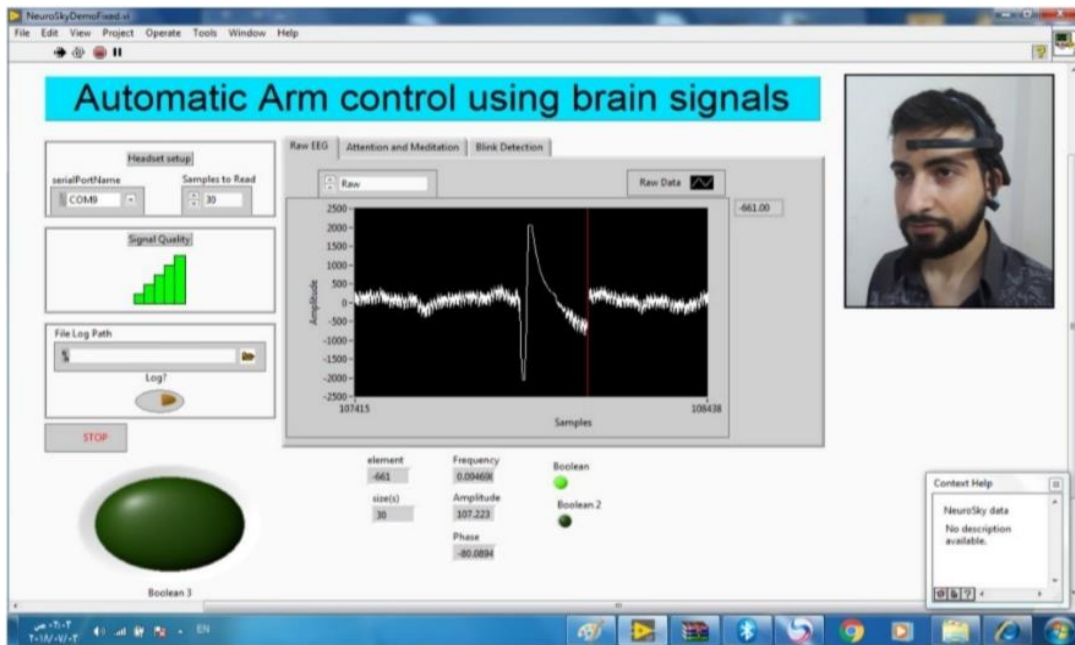 NeuroSkyDemoFixed.vi
File Edit View Project Operate Tools Window Help
Automatic Arm control using brain signals
Headset setup
serialPortName
COM9
Samples to Read
30
Signal Quality
File Log Path
Log?
STOP
Raw EEG
Attention and Meditation
Blink Detection
Raw
Raw Data
-661.00
Amplitude
2500
2000
1500
1000
500
0
-500
-1000
-1500
-2000
-2500
107415
108438
Samples
element
-661
size(s)
30
Frequency
0.094698
Amplitude
107.223
Phase
-80.0894
Boolean
Boolean 2
Boolean 3
Context Help
NeuroSky data
No description
available.
EN